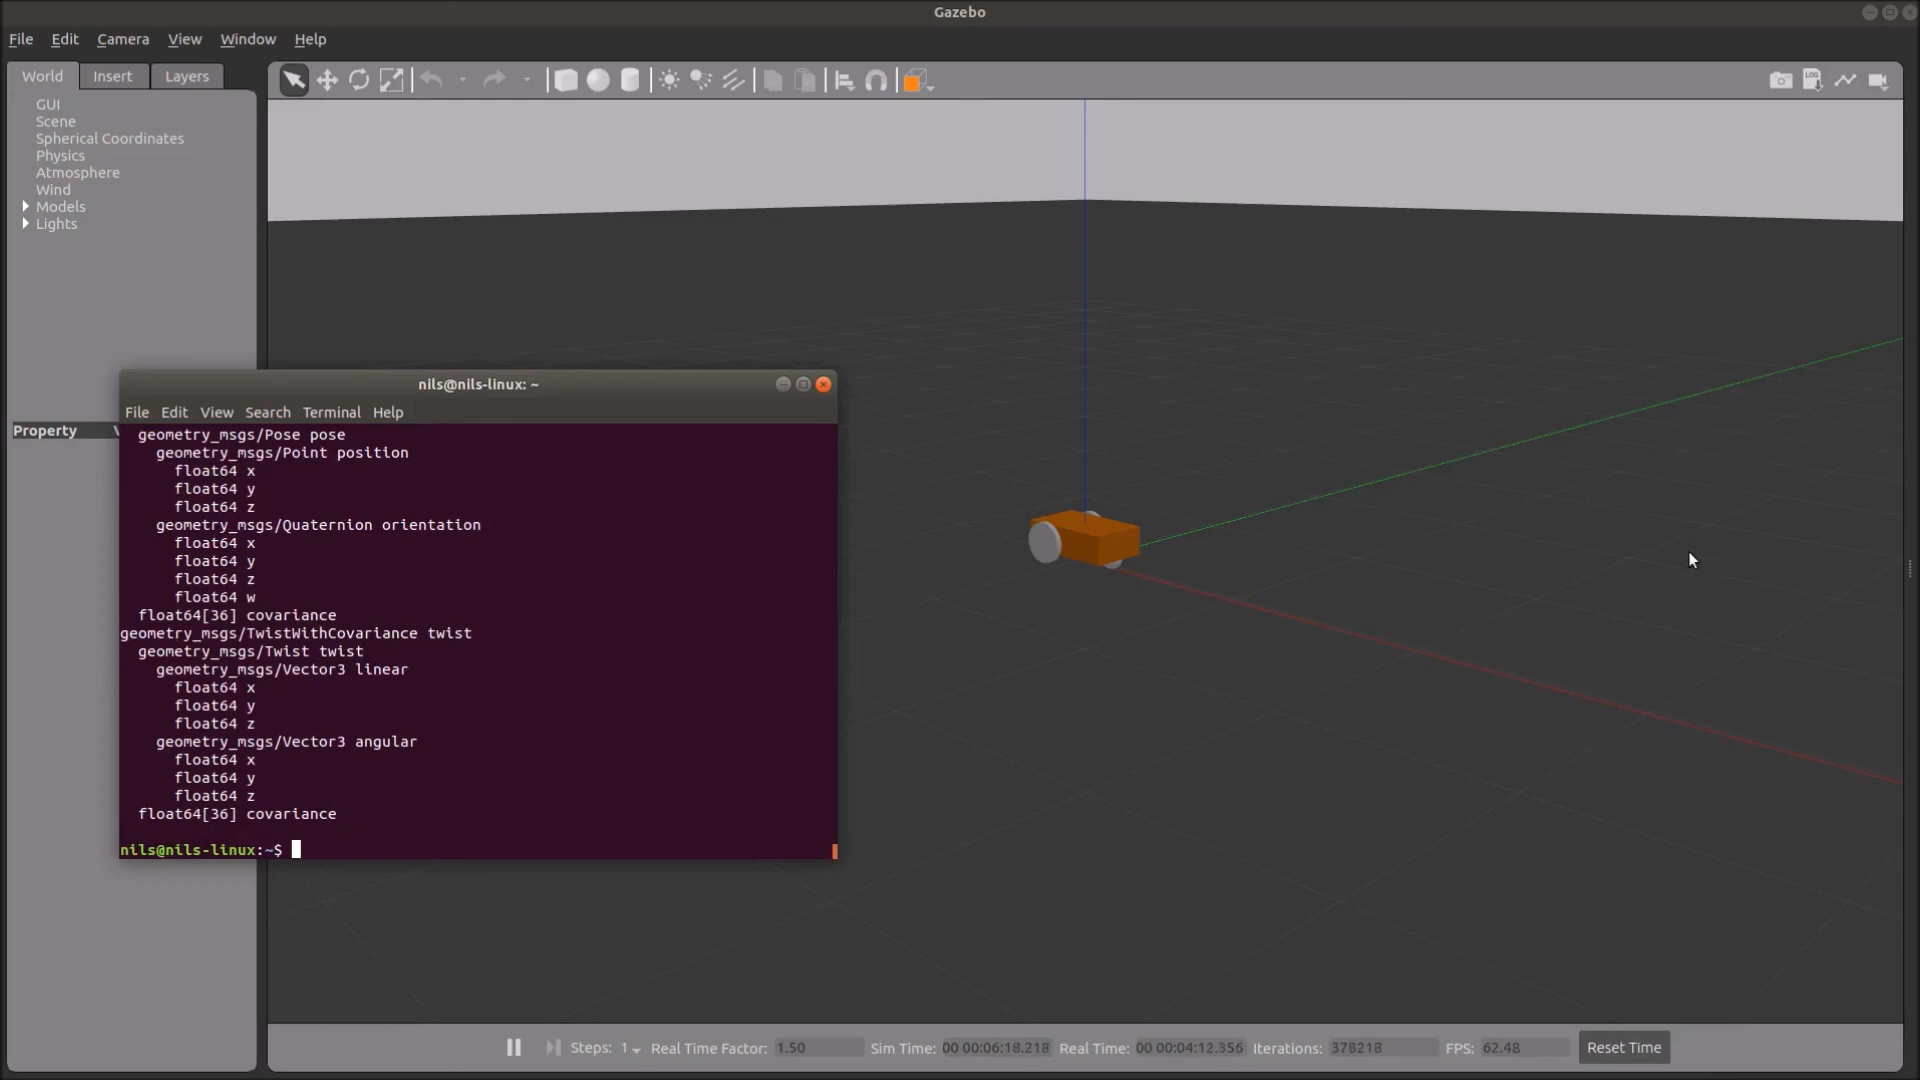 Gazebo
File Edit Camera View Window Help
World Insert Layers
GUI
Scene
Spherical Coordinates
Physics
Atmosphere
Wind
Models
Lights
LOG
Property
nils@nils-linux: ~
File Edit View Search Terminal Help
geometry_msgs/Pose pose
geometry_msgs/Point position
float64 x
float64 y
float64 z
geometry_msgs/Quaternion orientation
float64 x
float64 y
float64 z
float64 w
float64[36] covariance
geometry_msgs/TwistWithCovariance twist
geometry_msgs/Twist twist
geometry_msgs/Vector3 linear
float64 x
float64 y
float64 z
geometry_msgs/Vector3 angular
float64 x
float64 y
float64 z
float64[36] covariance
nils@nils-linux:~$
Steps: 1 Real Time Factor: 1.50 Sim Time: 00 00:06:18.218 Real Time: 00 00:04:12.356 Iterations: 378218 FPS: 62.48 Reset Time